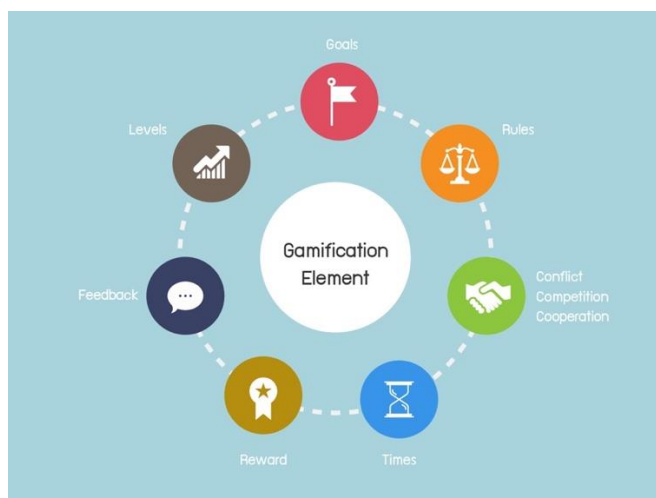 Goals
Levels
Rules
Gamification
Element
Feedback
Conflict
Competition
Cooperation
Reward
Times